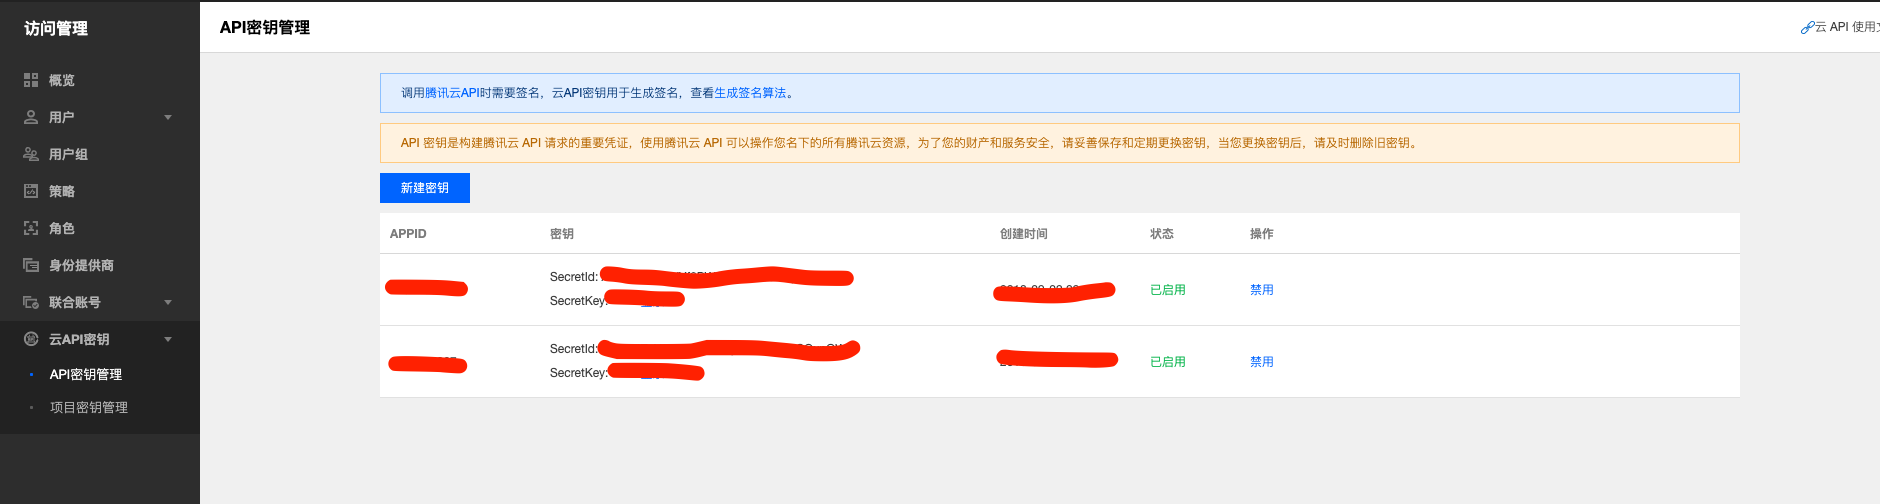 访问管理
概览
用户
用户组
策略
角色
身份提供商
联合账号
云API密钥
API密钥管理
项目密钥管理
API密钥管理
云 API 使用
调用腾讯云API时需要签名，云API密钥用于生成签名，查看生成签名算法。
API 密钥是构建腾讯云 API 请求的重要凭证，使用腾讯云 API 可以操作您名下的所有腾讯云资源，为了您的财产和服务安全，请妥善保存和定期更换密钥，当您更换密钥后，请及时删除旧密钥。
新建密钥
APPID 密钥 创建时间 状态 操作
SecretId:
SecretKey:
已启用 禁用
SecretId:
SecretKey:
已启用 禁用